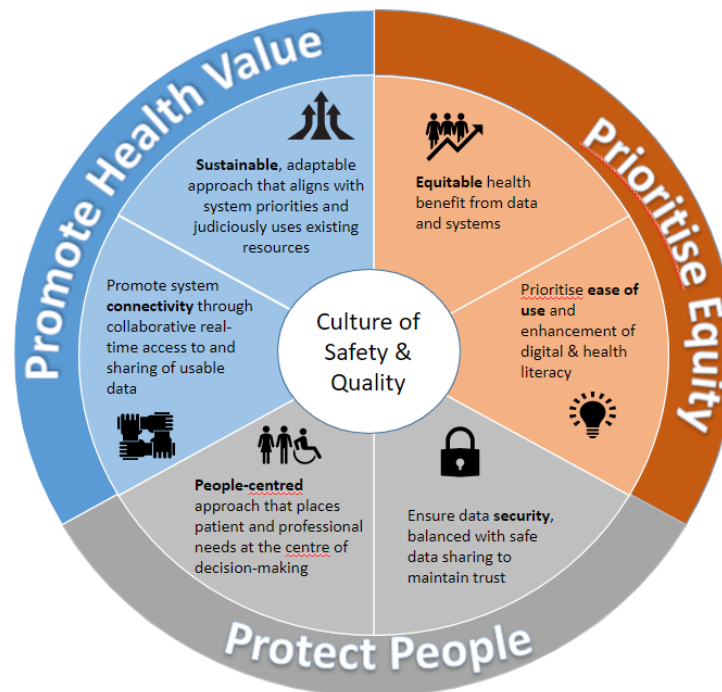 Promote Health Value
Prioritise Equity
Protect People
Sustainable, adaptable
approach that aligns with
system priorities and
judiciously uses existing
resources
Equitable health
benefit from data
and systems
Promote system
connectivity through
collaborative real-
time access to and
sharing of usable
data
Prioritise ease of
use and
enhancement of
digital & health
literacy
Culture of
Safety &
Quality
People-centred
approach that places
patient and professional
needs at the centre of
decision-making
Ensure data security,
balanced with safe
data sharing to
maintain trust